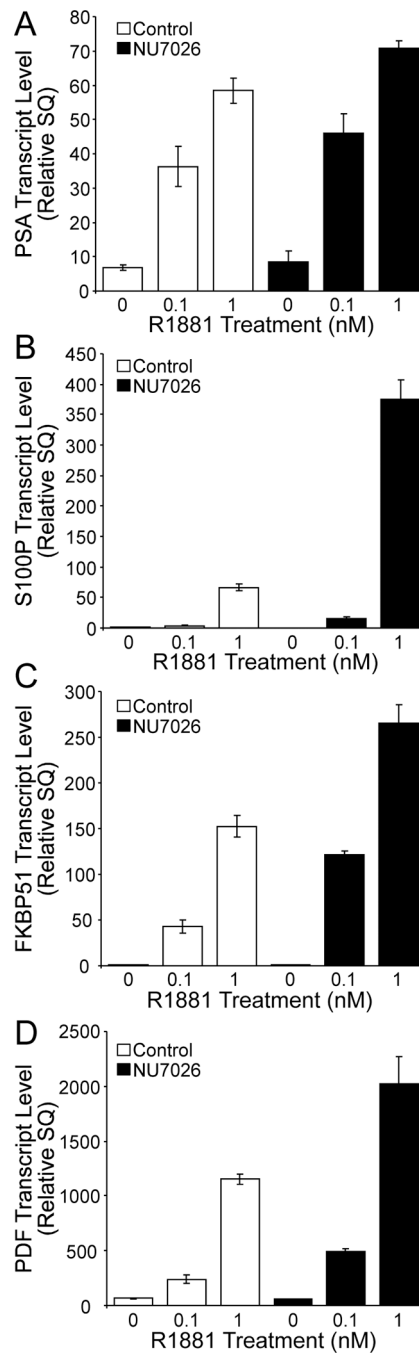 A
PSA Transcript Level
(Relative SQ)
80
70
60
50
40
30
20
10
0
Control
NU7026
0 0.1 1 0 0.1 1
R1881 Treatment (nM)
B
S100P Transcript Level
(Relative SQ)
450
400
350
300
250
200
150
100
50
0
Control
NU7026
0 0.1 1 0 0.1 1
R1881 Treatment (nM)
C
FKBP51 Transcript Level
(Relative SQ)
300
250
200
150
100
50
0
Control
NU7026
0 0.1 1 0 0.1 1
R1881 Treatment (nM)
D
PDF Transcript Level
(Relative SQ)
2500
2000
1500
1000
500
0
Control
NU7026
0 0.1 1 0 0.1 1
R1881 Treatment (nM)